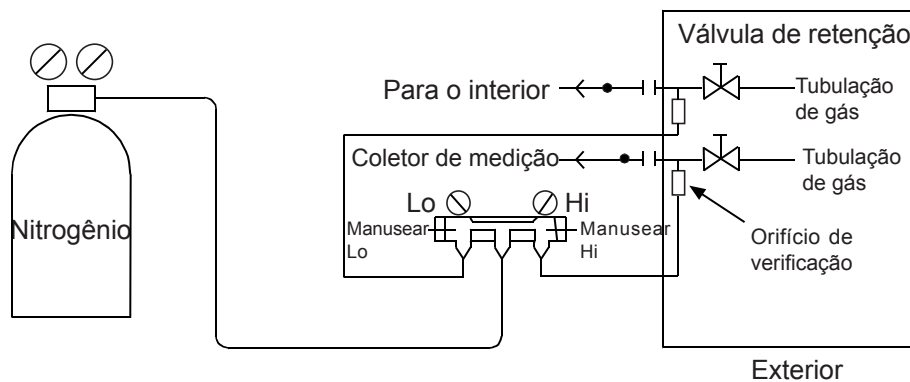 Válvula de retenção
Para o interior
Tubulação
de gás
Coletor de medição
Tubulação
de gás
Lo
Hi
Nitrogênio
Manusear
Lo
Manusear
Hi
Orifício de
verificação
Exterior